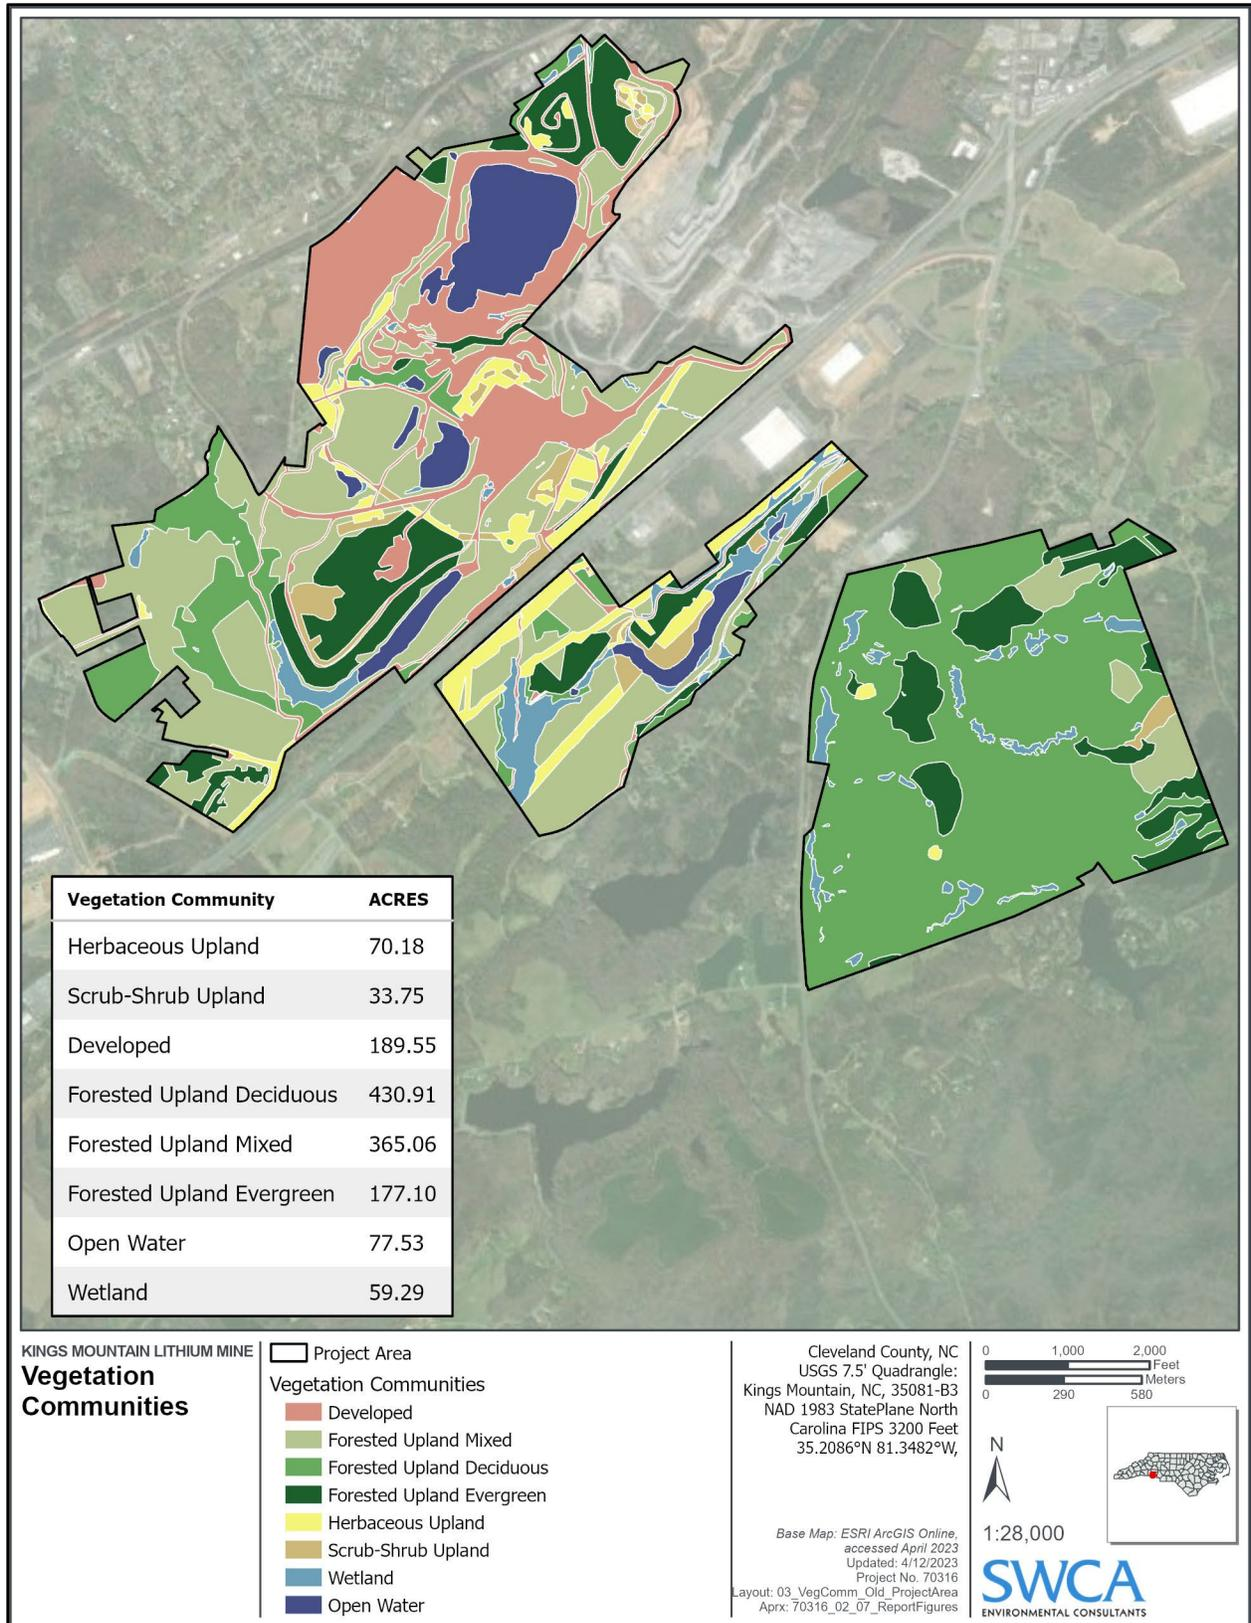 Vegetation Community ACRES
Herbaceous Upland 70.18
Scrub-Shrub Upland 33.75
Developed 189.55
Forested Upland Deciduous 430.91
Forested Upland Mixed 365.06
Forested Upland Evergreen 177.10
Open Water 77.53
Wetland 59.29
KINGS MOUNTAIN LITHIUM MINE
Vegetation
Communities
Project Area
Vegetation Communities
Developed
Forested Upland Mixed
Forested Upland Deciduous
Forested Upland Evergreen
Herbaceous Upland
Scrub-Shrub Upland
Wetland
Open Water
Cleveland County, NC
USGS 7.5' Quadrangle:
Kings Mountain, NC, 35081-B3
NAD 1983 StatePlane North
Carolina FIPS 3200 Feet
35.2086°N 81.3482°W,
Base Map: ESRI ArcGIS Online,
accessed April 2023
Updated: 4/12/2023
Project No. 70316
Layout: 03_VegComm_Old_ProjectArea
Aprx: 70316_02_07_ReportFigures
0 1,000 2,000
Feet
Meters
0 290 580
N
1:28,000
SWCA
ENVIRONMENTAL CONSULTANTS